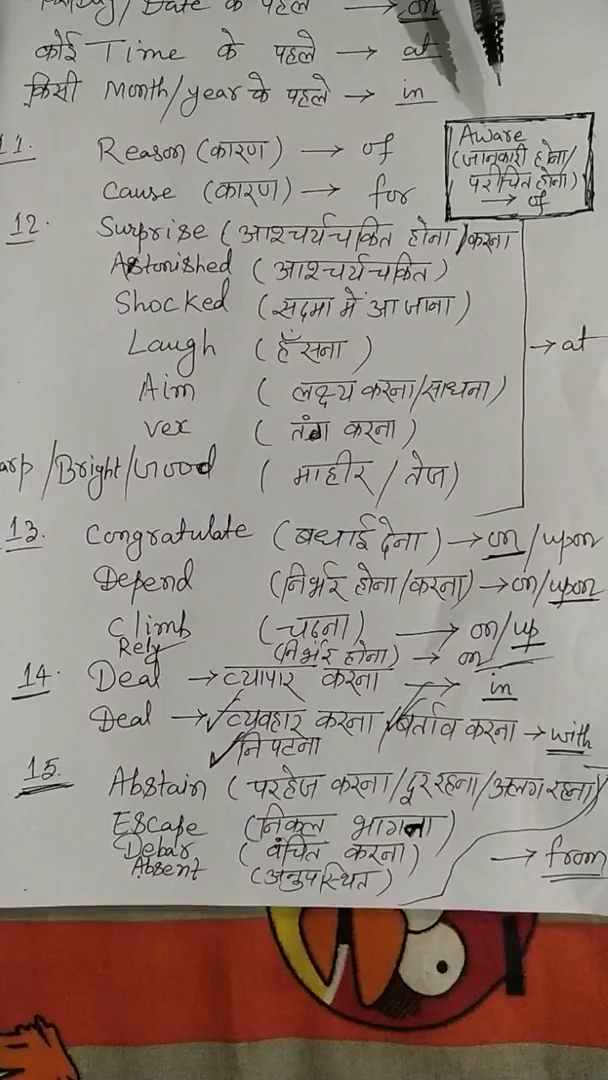 /Date के पहले → on
कोई Time के पहले → at
किसी Month/year के पहले → in
11. Reason (कारण) → of
Cause (कारण) → for
Aware
(जानकारी होना/
परीचित होना)
→ of
12. Surprise (आश्चर्यचकित होना/करना
Astonished (आश्चर्यचकित)
Shocked (सदमा में आ जाना)
Laugh (हँसना)
Aim (लक्ष्य करना/साधना)
vex (तंग करना)
arp/Bright/Good (माहीर/तेज)
→ at
13. Congratulate (बधाई देना) → on/upon
Depend (निर्भर होना/करना) → on/upon
Climb (चढना) → on/up
Rely (निर्भर होना) → on
14. Deal → व्यापार करना → in
Deal → ✓व्यवहार करना/✓बर्ताव करना → with
✓निपटना
15. Abstain (परहेज करना/दूर रहना/अलग रहना)
Escape (निकल भागना)
Debar (वंचित करना)
Absent (अनुपस्थित)
→ from